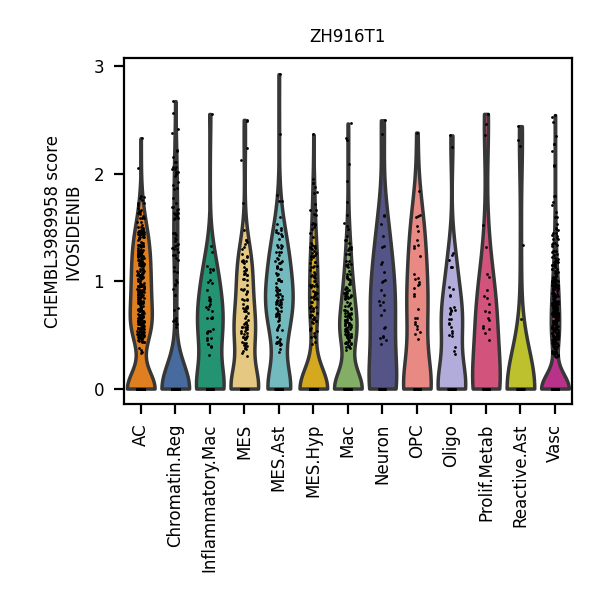 ZH916T1
CHEMBL3989958 score
IVOSIDENIB
3
2
1
0
AC
Chromatin.Reg
Inflammatory.Mac
MES
MES.Ast
MES.Hyp
Mac
Neuron
OPC
Oligo
Prolif.Metab
Reactive.Ast
Vasc